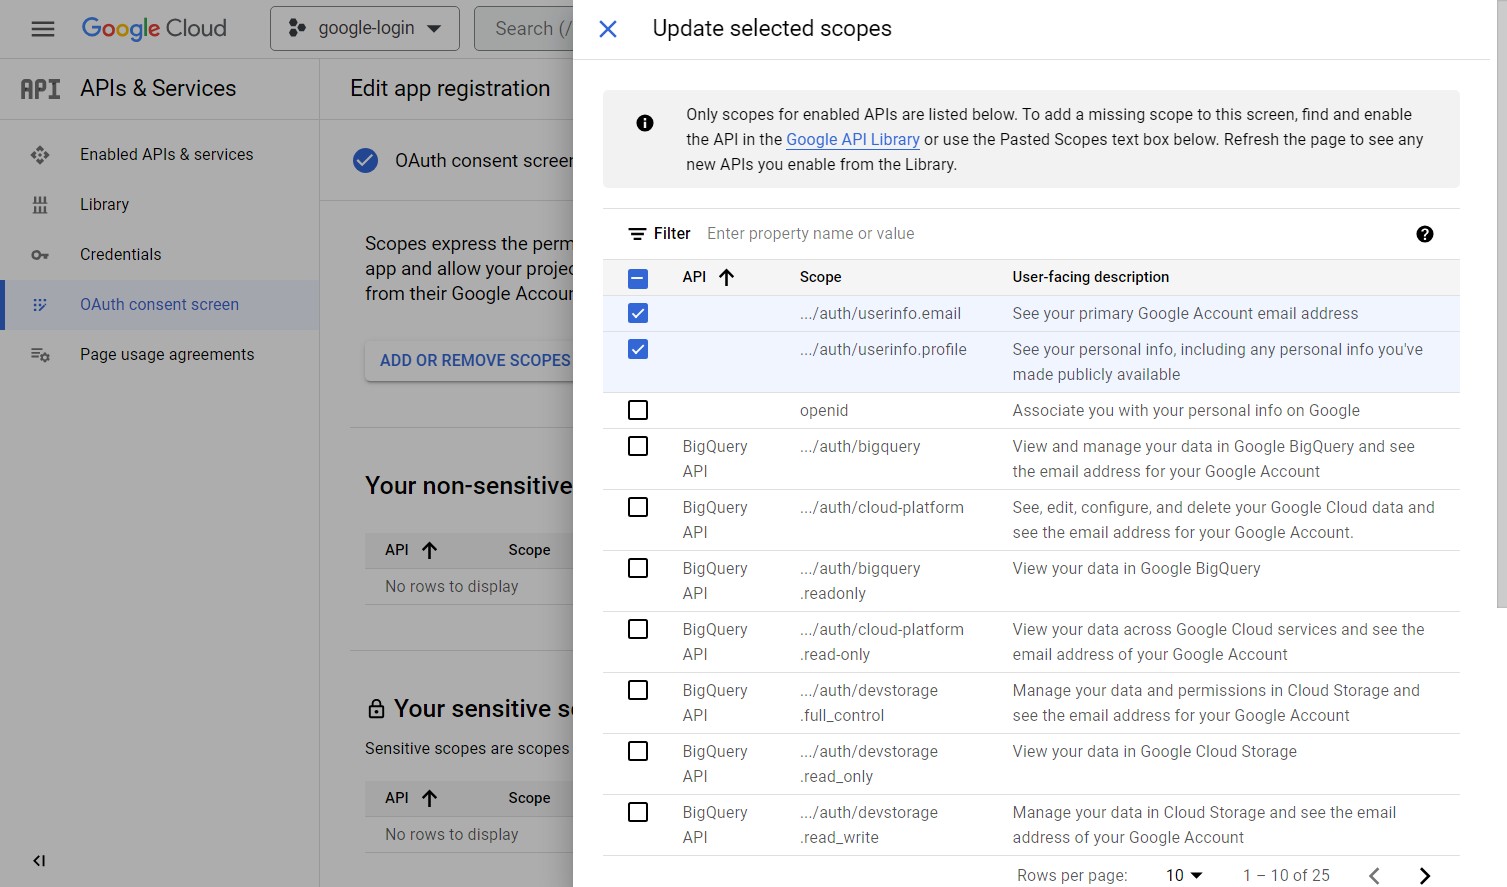 Google Cloud
google-login
Search (/
API
APIs & Services
Enabled APIs & services
Library
Credentials
OAuth consent screen
Page usage agreements
Edit app registration
OAuth consent screen
Scopes express the perm
app and allow your projec
from their Google Accoun
ADD OR REMOVE SCOPES
Your non-sensitive
API
Scope
No rows to display
Your sensitive s
Sensitive scopes are scopes
API
Scope
No rows to display
Update selected scopes
Only scopes for enabled APIs are listed below. To add a missing scope to this screen, find and enable
the API in the Google API Library or use the Pasted Scopes text box below. Refresh the page to see any
new APIs you enable from the Library.
Filter Enter property name or value
API Scope User-facing description
.../auth/userinfo.email See your primary Google Account email address
.../auth/userinfo.profile See your personal info, including any personal info you've
made publicly available
openid Associate you with your personal info on Google
BigQuery .../auth/bigquery View and manage your data in Google BigQuery and see
API the email address for your Google Account
BigQuery .../auth/cloud-platform See, edit, configure, and delete your Google Cloud data and
API see the email address for your Google Account.
BigQuery .../auth/bigquery View your data in Google BigQuery
API .readonly
BigQuery .../auth/cloud-platform View your data across Google Cloud services and see the
API .read-only email address of your Google Account
BigQuery .../auth/devstorage Manage your data and permissions in Cloud Storage and
API .full_control see the email address for your Google Account
BigQuery .../auth/devstorage View your data in Google Cloud Storage
API .read_only
BigQuery .../auth/devstorage Manage your data in Cloud Storage and see the email
API .read_write address of your Google Account
Rows per page: 10 1 – 10 of 25